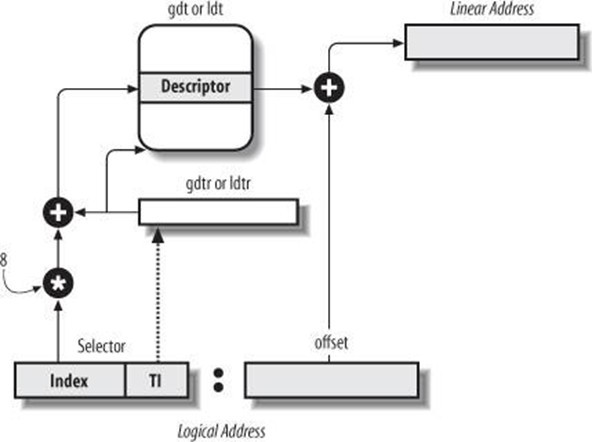 gdt or ldt
Linear Address
Descriptor
+
gdtr or ldtr
+
8
*
Selector
offset
Index
TI
:
Logical Address